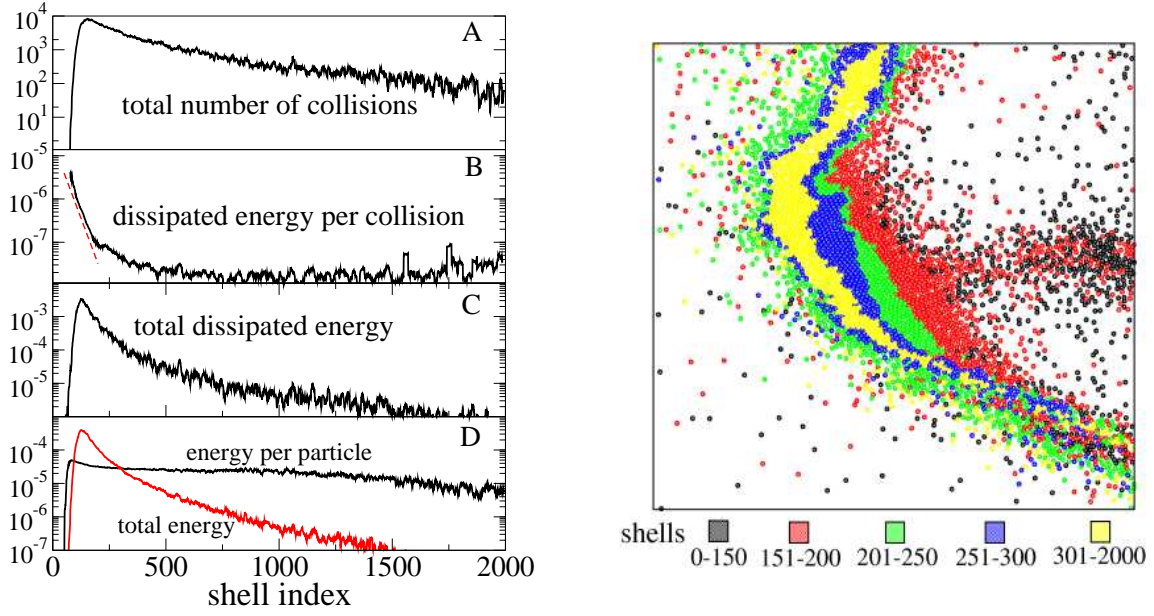 10^4
10^3
10^2
10^1
A
total number of collisions
10^-5
10^-6
10^-7
B
dissipated energy per collision
10^-3
10^-4
10^-5
C
total dissipated energy
10^-4
10^-5
10^-6
10^-7
D
energy per particle
total energy
0 500 1000 1500 2000
shell index
shells
0-150 151-200 201-250 251-300 301-2000